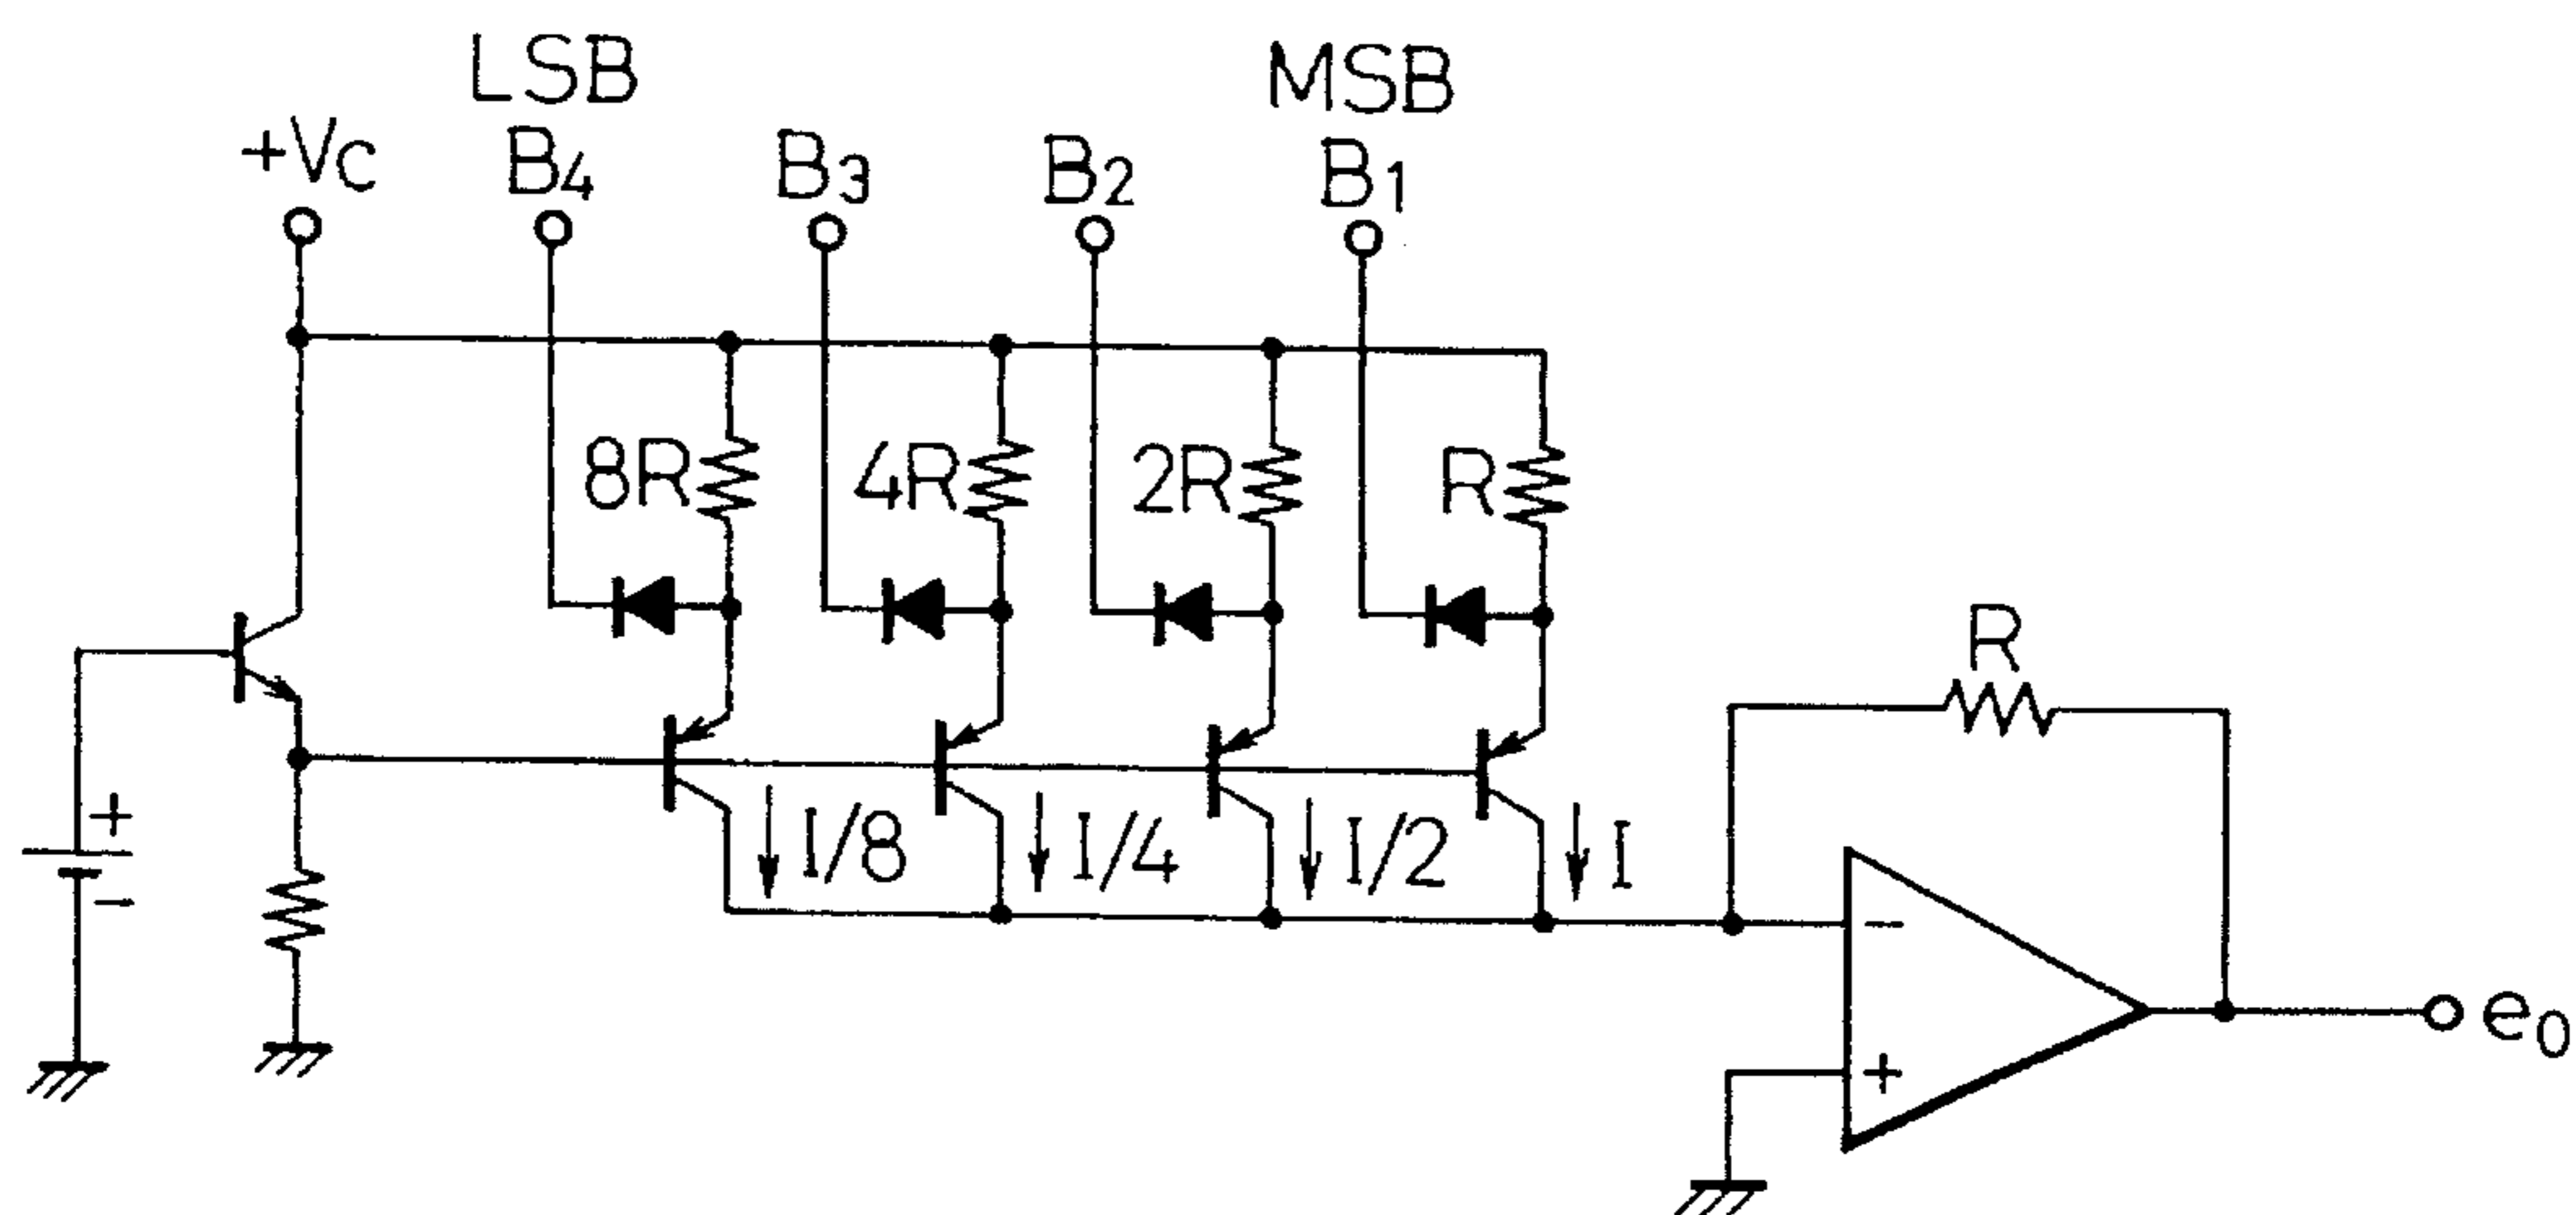 LSB
MSB
+VC
B4
B3
B2
B1
8R
4R
2R
R
R
+
−
I/8
I/4
I/2
I
−
+
e0